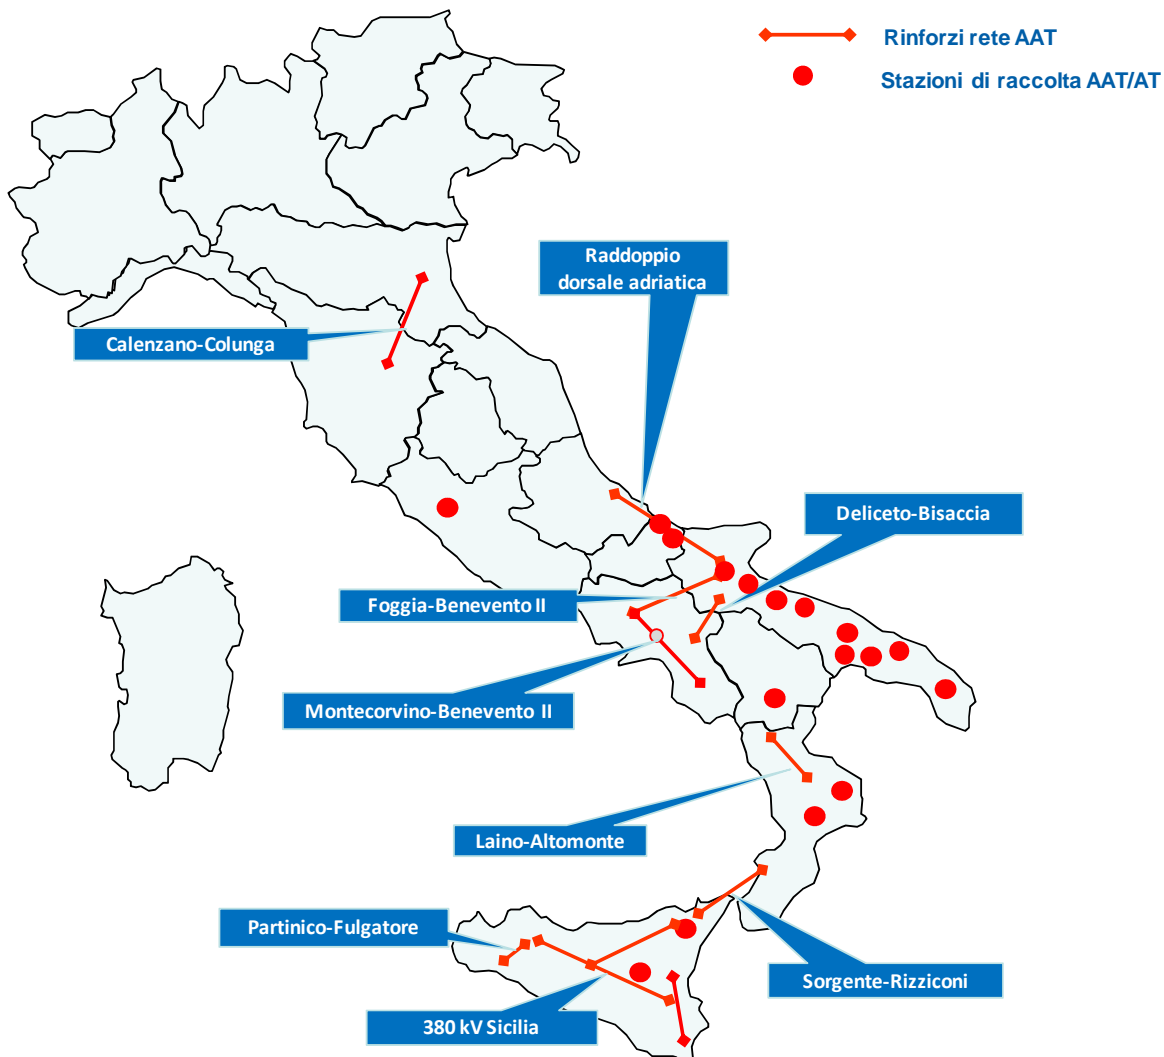 Rinforzi rete AAT
Stazioni di raccolta AAT/AT
Raddoppio
dorsale adriatica
Calenzano-Colunga
Deliceto-Bisaccia
Foggia-Benevento II
Montecorvino-Benevento II
Laino-Altomonte
Partinico-Fulgatore
Sorgente-Rizziconi
380 kV Sicilia